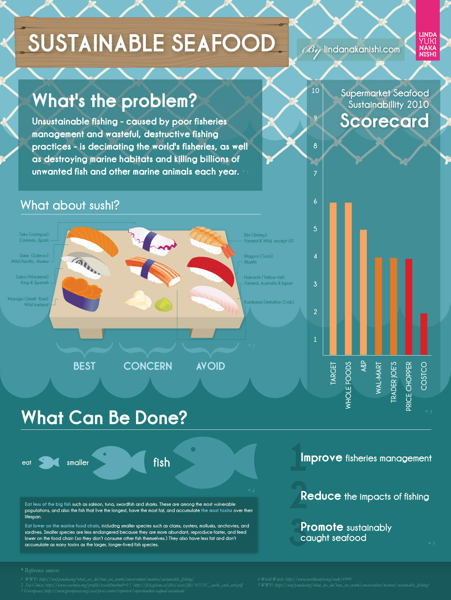 SUSTAINABLE SEAFOOD
By lindanakanishi.com
LINDA
YUKI
NAKA
NISHI
What's the problem?
Unsustainable fishing - caused by poor fisheries
management and wasteful, destructive fishing
practices - is decimating the world's fisheries, as well
as destroying marine habitats and killing billions of
unwanted fish and other marine animals each year.
Supermarket Seafood
Sustainability 2010
Scorecard
10
9
8
7
6
5
4
3
2
1
TARGET
WHOLE FOODS
A&P
WAL-MART
TRADER JOE'S
PRICE CHOPPER
COSTCO
What about sushi?
BEST
CONCERN
AVOID
What Can Be Done?
eat
smaller
fish
1 Improve fisheries management
2 Reduce the impacts of fishing
3 Promote sustainably
caught seafood
Eat less of the big fish such as salmon, tuna, swordfish and sharks. These are among the most vulnerable
populations, and also the fish that live the longest, have the most fat, and accumulate the most toxins over their
lifespan.
Eat lower on the marine food chain, including smaller species such as clams, oysters, mollusks, anchovies, and
sardines. Smaller species are less endangered because they are more abundant, reproduce faster, and feed
lower on the food chain (so they don't consume other fish themselves.) They also have less fat and don't
accumulate as many toxins as the larger, longer-lived fish species.